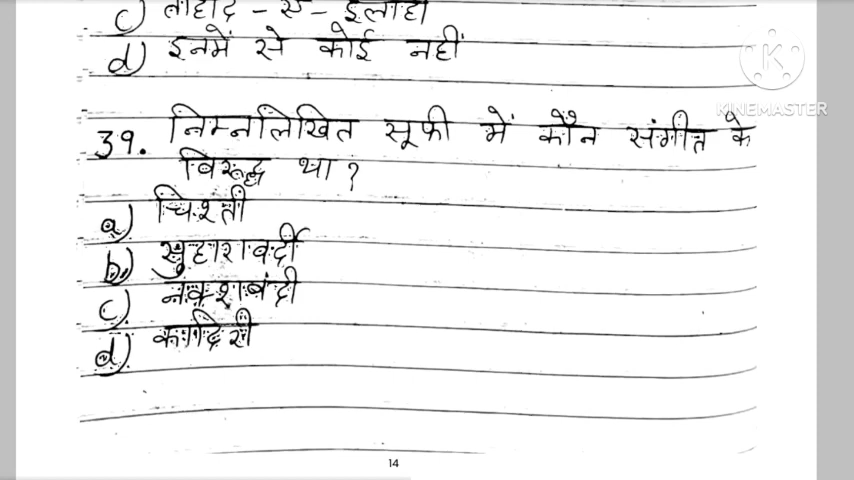 c) तौहीद - ए - इलाही
d) इनमें से कोई नहीं
K
KINEMASTER
39. निम्नलिखित सूफी में कौन संगीत के
विरूद्ध था?
a) चिश्ती
b) सुहारावर्दी
c) नक्शबंदी
d) कादिरी
14